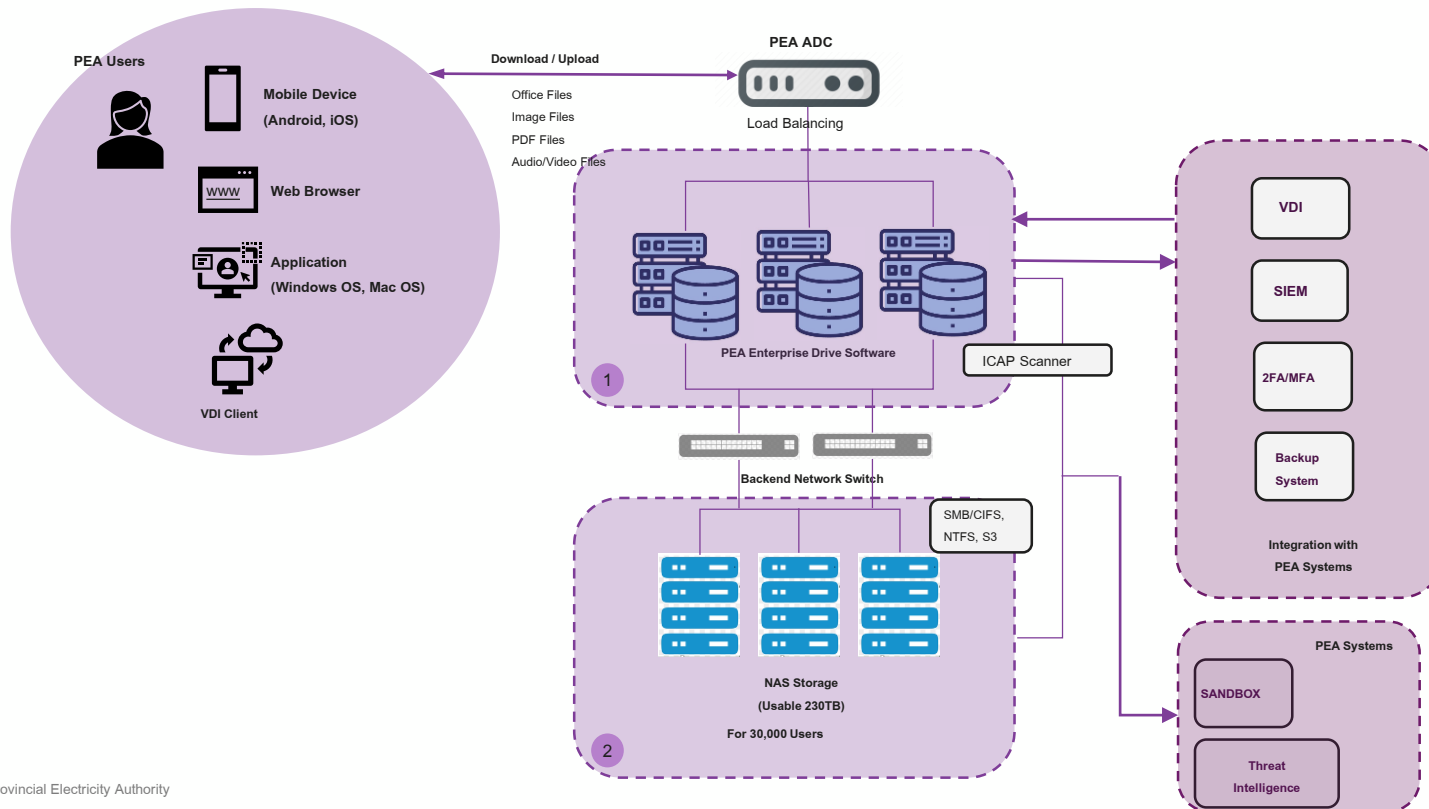 PEA Users
Mobile Device
(Android, iOS)
WWW
Web Browser
Application
(Windows OS, Mac OS)
VDI Client
Download / Upload
Office Files
Image Files
PDF Files
Audio/Video Files
PEA ADC
Load Balancing
PEA Enterprise Drive Software
1
ICAP Scanner
Backend Network Switch
SMB/CIFS,
NTFS, S3
NAS Storage
(Usable 230TB)
For 30,000 Users
2
VDI
SIEM
2FA/MFA
Backup
System
Integration with
PEA Systems
PEA Systems
SANDBOX
Threat
Intelligence
ovincial Electricity Authority